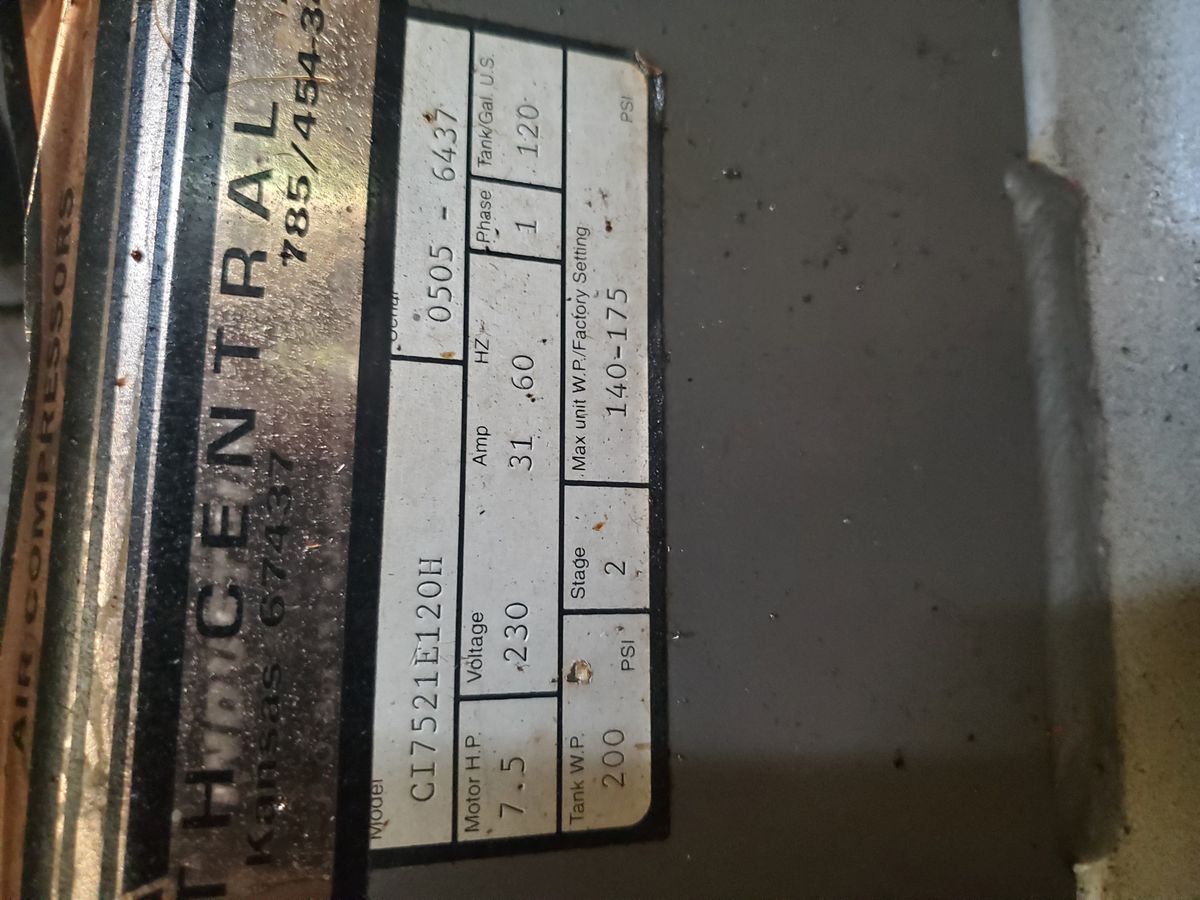 AIR COMPRESSORS
TH CENTRAL
Kansas 67437 785/454-3
Model Serial
CI7521E120H 0505 - 6437
Motor H.P. Voltage Amp HZ Phase Tank/Gal. U.S.
7.5 230 31 60 1 120
Tank W.P. Stage Max unit W.P./Factory Setting
200 PSI 2 140-175 PSI